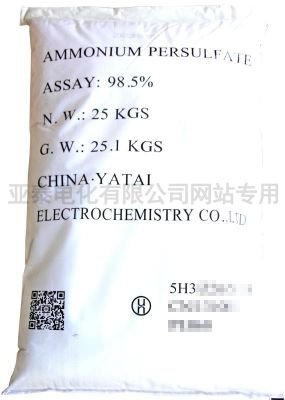 AMMONIUM PERSULFATE
ASSAY: 98.5%
N. W.: 25 KGS
G. W.: 25.1 KGS
CHINA·YATAI
亚泰电化有限公司网站专用
ELECTROCHEMISTRY CO.,LTD
5H3